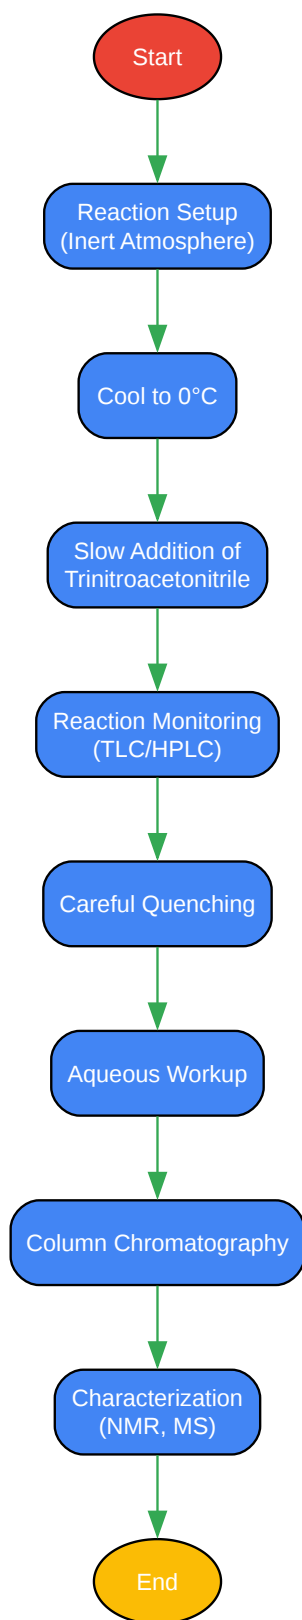 Start
Reaction Setup
(Inert Atmosphere)
Cool to 0°C
Slow Addition of
Trinitroacetonitrile
Reaction Monitoring
(TLC/HPLC)
Careful Quenching
Aqueous Workup
Column Chromatography
Characterization
(NMR, MS)
End